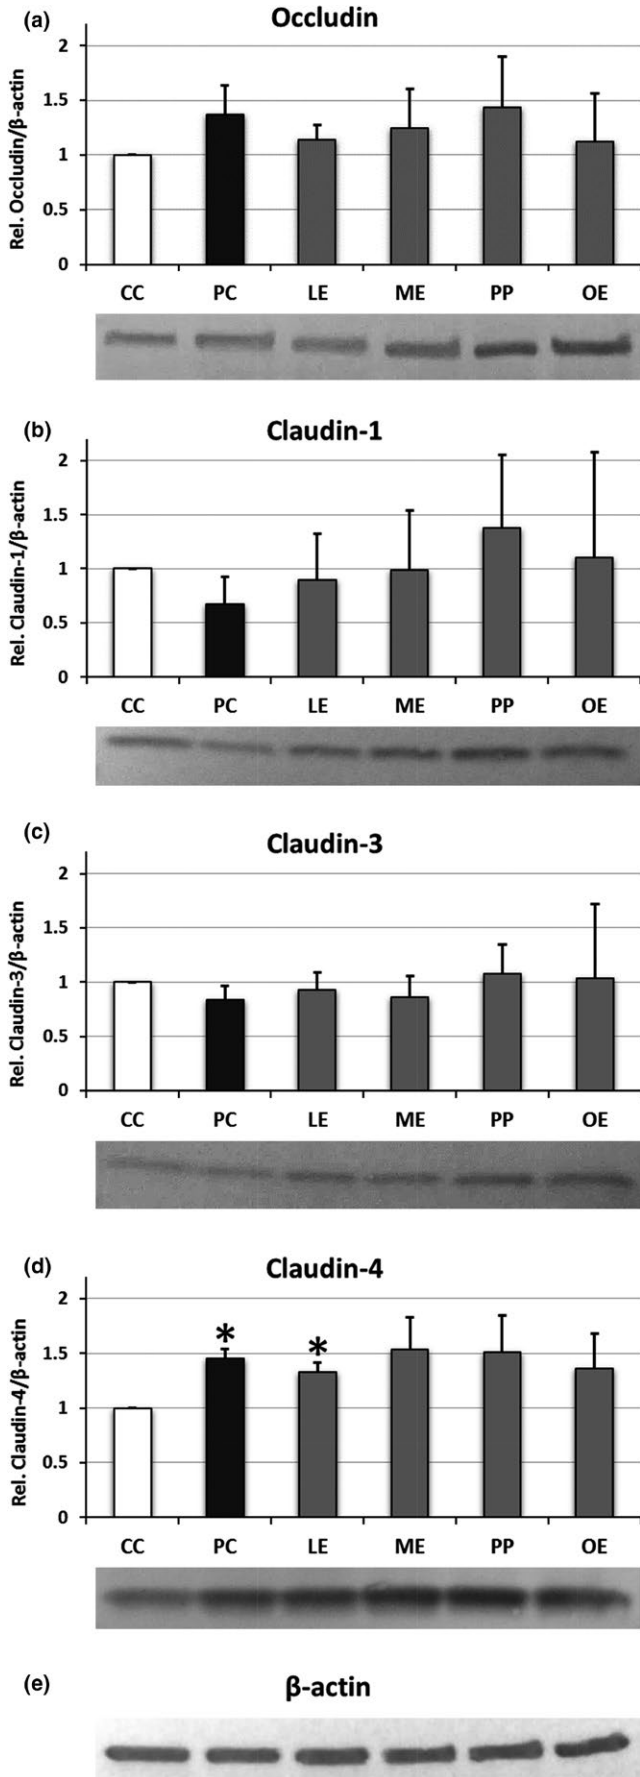 (a)
Occludin
Rel. Occludin/β-actin
2
1.5
1
0.5
0
CC PC LE ME PP OE
(b)
Claudin-1
Rel. Claudin-1/β-actin
2
1.5
1
0.5
0
CC PC LE ME PP OE
(c)
Claudin-3
Rel. Claudin-3/β-actin
2
1.5
1
0.5
0
CC PC LE ME PP OE
(d)
Claudin-4
Rel. Claudin-4/β-actin
2
1.5
1
0.5
0
* *
CC PC LE ME PP OE
(e)
β-actin